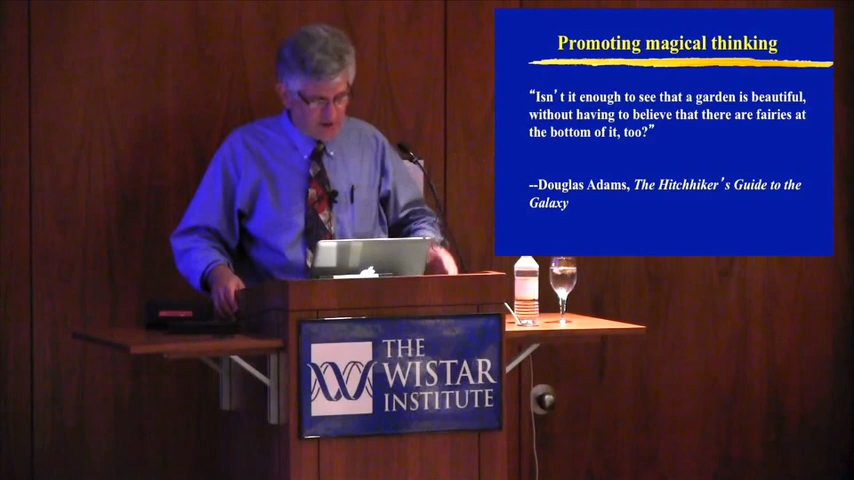 Promoting magical thinking
“Isn’t it enough to see that a garden is beautiful,
without having to believe that there are fairies at
the bottom of it, too?”
--Douglas Adams, The Hitchhiker’s Guide to the
Galaxy
THE
WISTAR
INSTITUTE